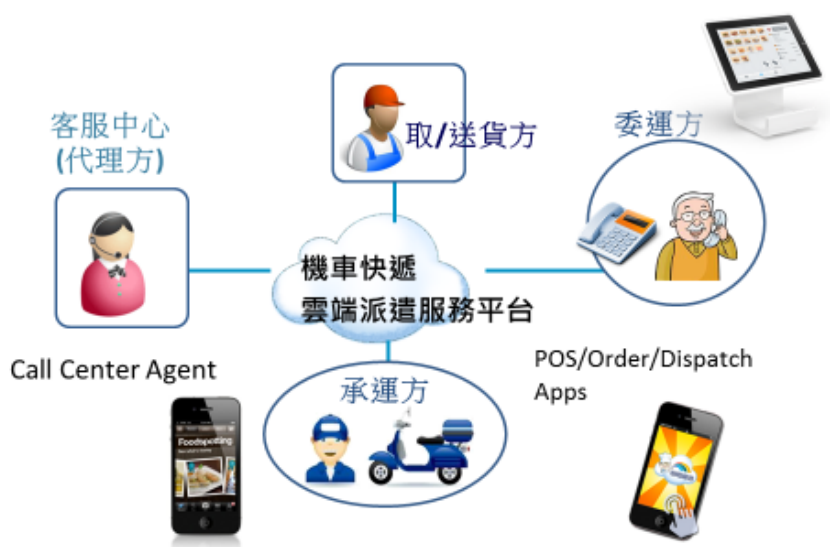 客服中心
(代理方)
取/送貨方
委運方
機車快遞
雲端派遣服務平台
Call Center Agent
承運方
POS/Order/Dispatch
Apps
Foodspotting